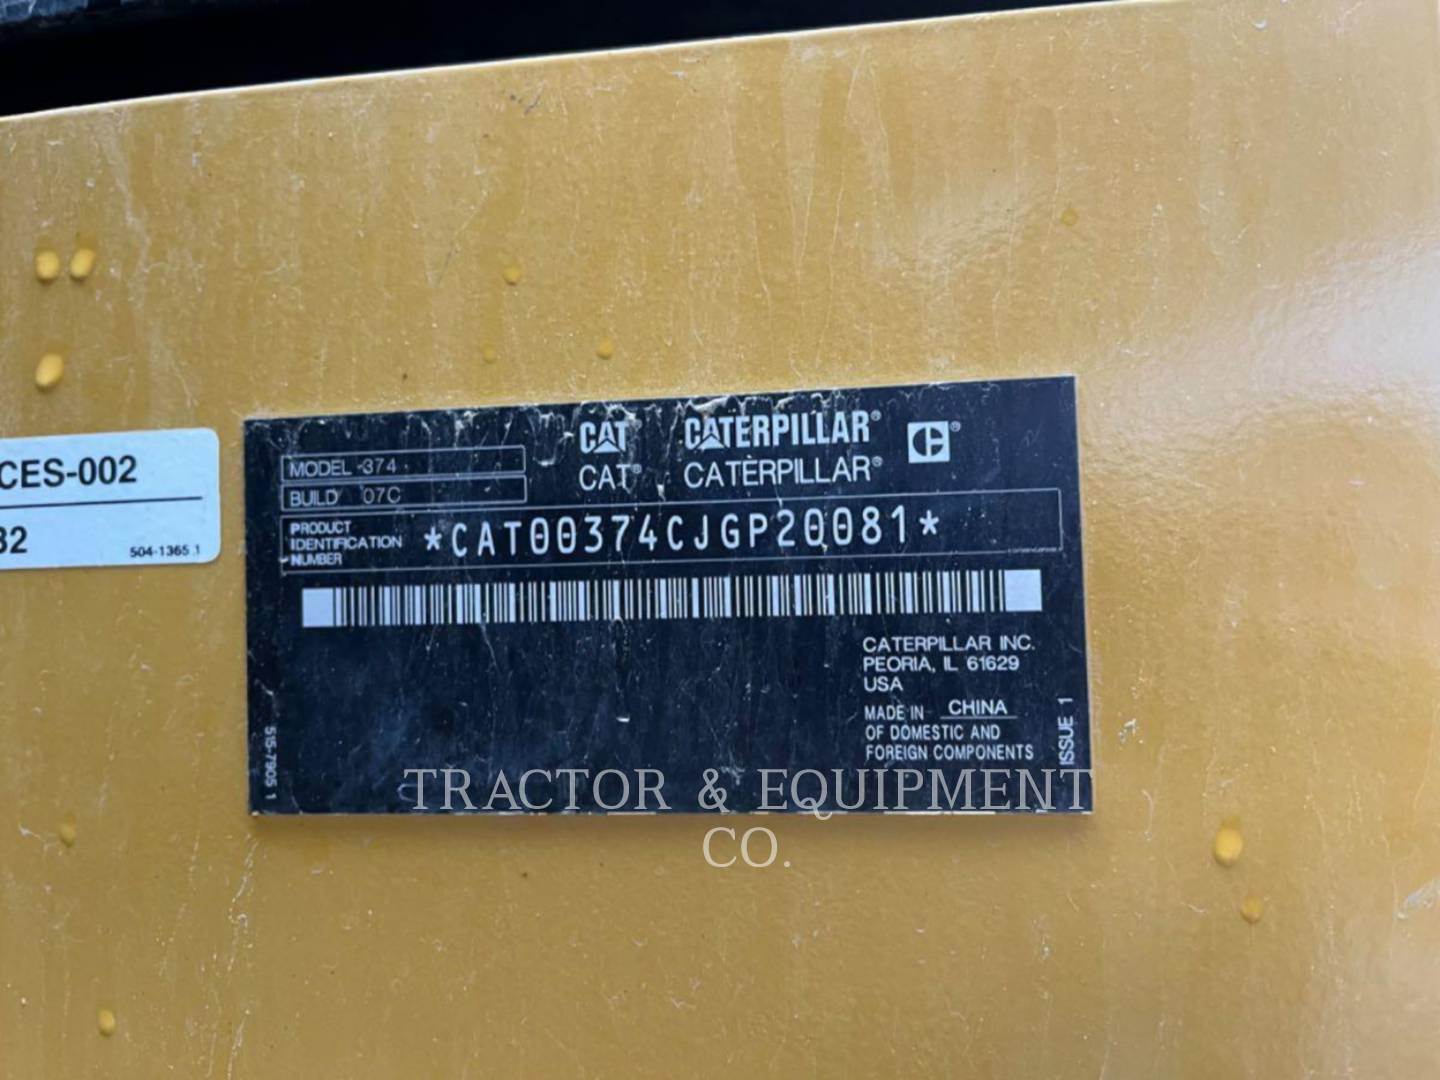 CES-002
32
504-1365 1
CAT® CATERPILLAR®
CAT® CATERPILLAR®
MODEL 374
BUILD 07C
PRODUCT
IDENTIFICATION
NUMBER
*CAT00374CJGP20081*
CATERPILLAR INC.
PEORIA, IL 61629
USA
MADE IN CHINA
OF DOMESTIC AND
FOREIGN COMPONENTS
515-7905 1
ISSUE 1
TRACTOR & EQUIPMENT
CO.